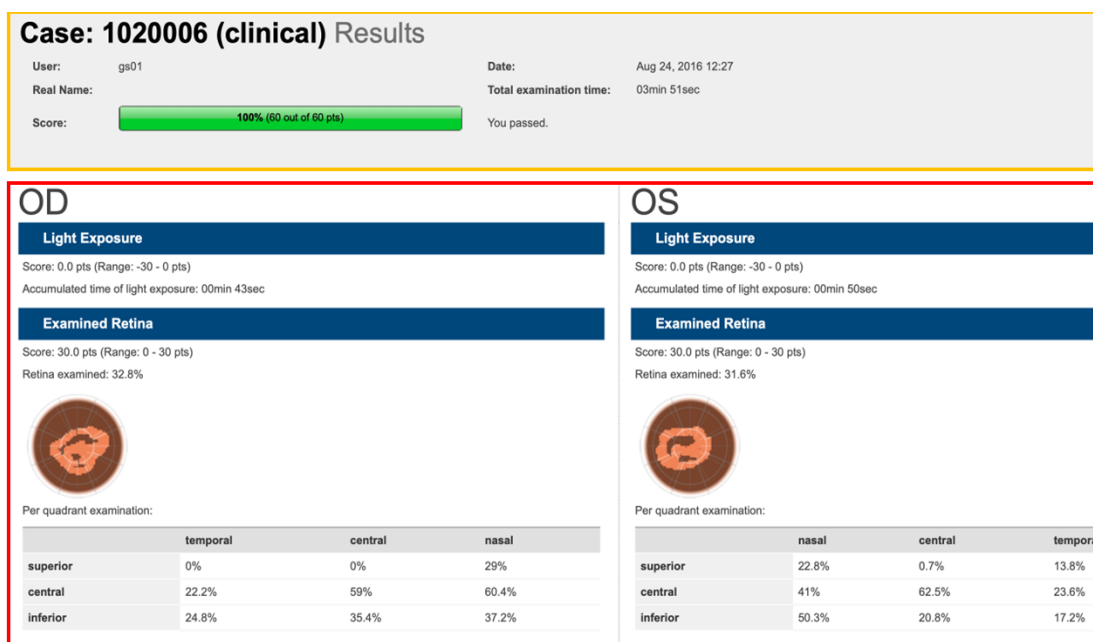 Case: 1020006 (clinical) Results
User: gs01 Date: Aug 24, 2016 12:27
Real Name: Total examination time: 03min 51sec
Score: 100% (60 out of 60 pts) You passed.
OD
Light Exposure
Score: 0.0 pts (Range: -30 - 0 pts)
Accumulated time of light exposure: 00min 43sec
Examined Retina
Score: 30.0 pts (Range: 0 - 30 pts)
Retina examined: 32.8%
Per quadrant examination:
temporal central nasal
superior 0% 0% 29%
central 22.2% 59% 60.4%
inferior 24.8% 35.4% 37.2%
OS
Light Exposure
Score: 0.0 pts (Range: -30 - 0 pts)
Accumulated time of light exposure: 00min 50sec
Examined Retina
Score: 30.0 pts (Range: 0 - 30 pts)
Retina examined: 31.6%
Per quadrant examination:
nasal central tempora
superior 22.8% 0.7% 13.8%
central 41% 62.5% 23.6%
inferior 50.3% 20.8% 17.2%